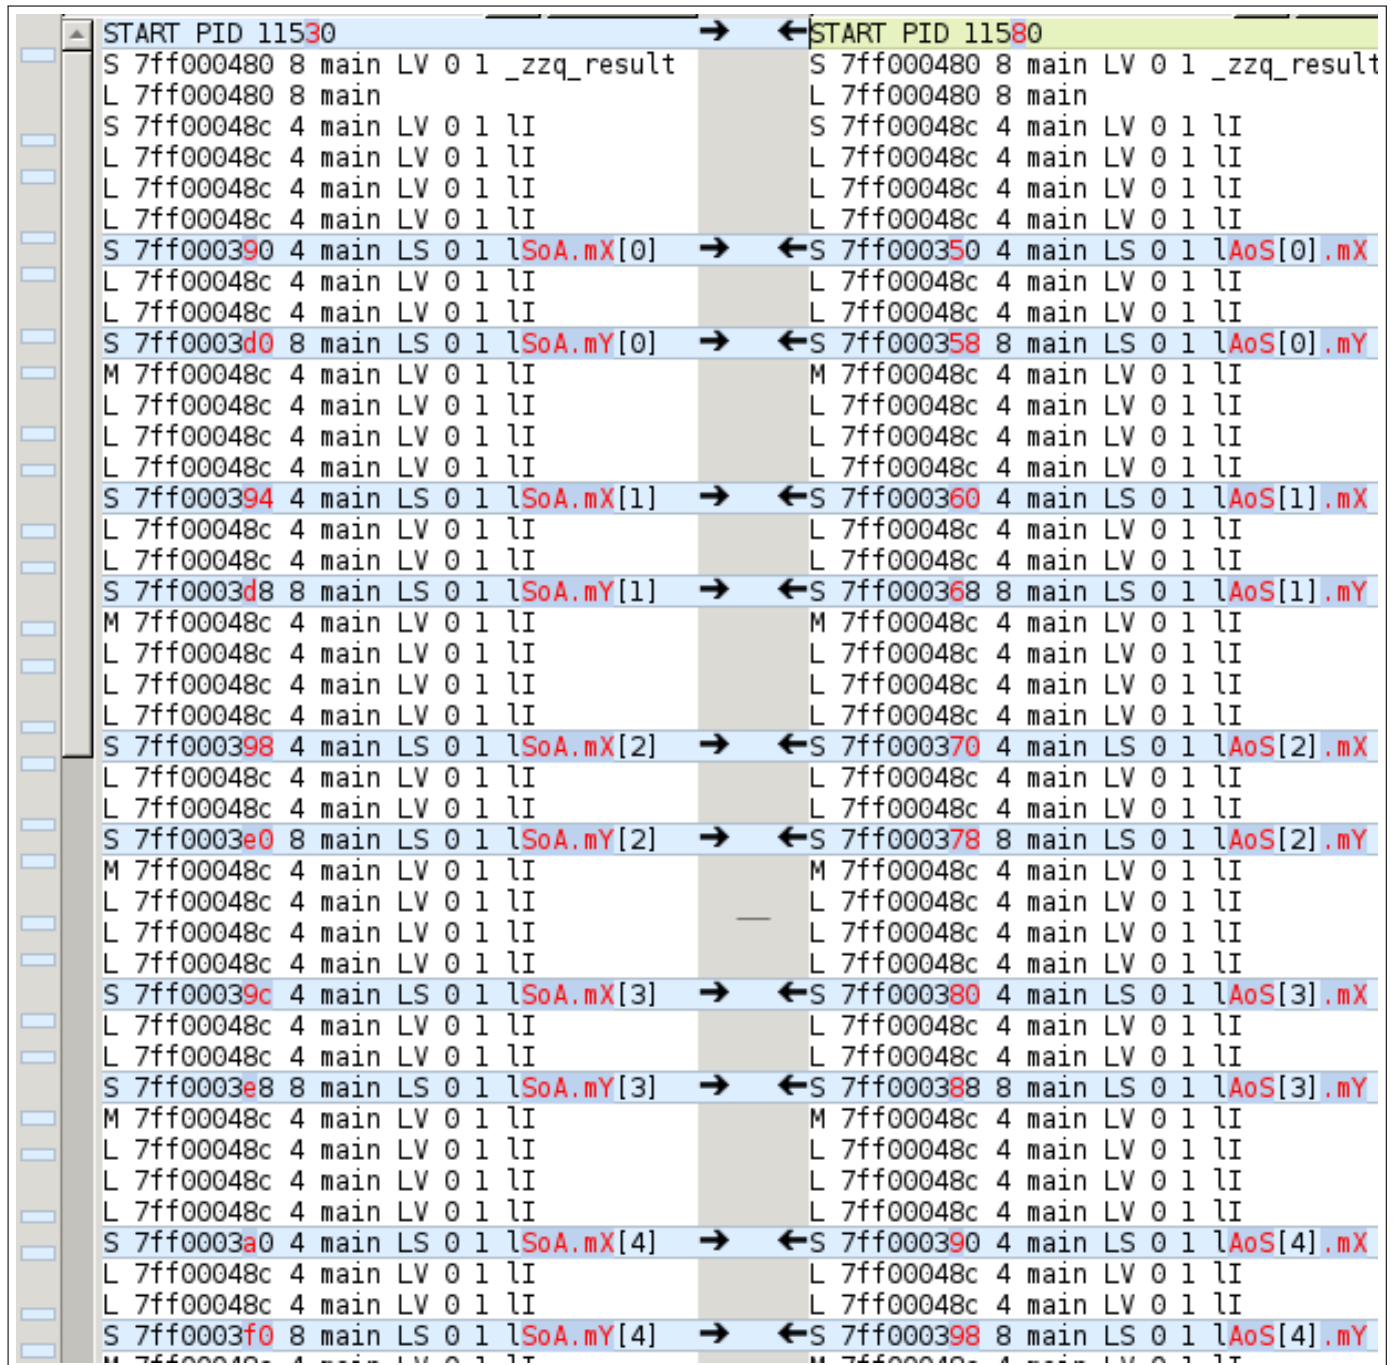 START PID 11530 START PID 11580
S 7ff000480 8 main LV 0 1 _zzq_result S 7ff000480 8 main LV 0 1 _zzq_result
L 7ff000480 8 main L 7ff000480 8 main
S 7ff00048c 4 main LV 0 1 lI S 7ff00048c 4 main LV 0 1 lI
L 7ff00048c 4 main LV 0 1 lI L 7ff00048c 4 main LV 0 1 lI
L 7ff00048c 4 main LV 0 1 lI L 7ff00048c 4 main LV 0 1 lI
L 7ff00048c 4 main LV 0 1 lI L 7ff00048c 4 main LV 0 1 lI
S 7ff000390 4 main LS 0 1 lSoA.mX[0] S 7ff000350 4 main LS 0 1 lAoS[0].mX
L 7ff00048c 4 main LV 0 1 lI L 7ff00048c 4 main LV 0 1 lI
L 7ff00048c 4 main LV 0 1 lI L 7ff00048c 4 main LV 0 1 lI
S 7ff0003d0 8 main LS 0 1 lSoA.mY[0] S 7ff000358 8 main LS 0 1 lAoS[0].mY
M 7ff00048c 4 main LV 0 1 lI M 7ff00048c 4 main LV 0 1 lI
L 7ff00048c 4 main LV 0 1 lI L 7ff00048c 4 main LV 0 1 lI
L 7ff00048c 4 main LV 0 1 lI L 7ff00048c 4 main LV 0 1 lI
L 7ff00048c 4 main LV 0 1 lI L 7ff00048c 4 main LV 0 1 lI
S 7ff000394 4 main LS 0 1 lSoA.mX[1] S 7ff000360 4 main LS 0 1 lAoS[1].mX
L 7ff00048c 4 main LV 0 1 lI L 7ff00048c 4 main LV 0 1 lI
L 7ff00048c 4 main LV 0 1 lI L 7ff00048c 4 main LV 0 1 lI
S 7ff0003d8 8 main LS 0 1 lSoA.mY[1] S 7ff000368 8 main LS 0 1 lAoS[1].mY
M 7ff00048c 4 main LV 0 1 lI M 7ff00048c 4 main LV 0 1 lI
L 7ff00048c 4 main LV 0 1 lI L 7ff00048c 4 main LV 0 1 lI
L 7ff00048c 4 main LV 0 1 lI L 7ff00048c 4 main LV 0 1 lI
L 7ff00048c 4 main LV 0 1 lI L 7ff00048c 4 main LV 0 1 lI
S 7ff000398 4 main LS 0 1 lSoA.mX[2] S 7ff000370 4 main LS 0 1 lAoS[2].mX
L 7ff00048c 4 main LV 0 1 lI L 7ff00048c 4 main LV 0 1 lI
L 7ff00048c 4 main LV 0 1 lI L 7ff00048c 4 main LV 0 1 lI
S 7ff0003e0 8 main LS 0 1 lSoA.mY[2] S 7ff000378 8 main LS 0 1 lAoS[2].mY
M 7ff00048c 4 main LV 0 1 lI M 7ff00048c 4 main LV 0 1 lI
L 7ff00048c 4 main LV 0 1 lI L 7ff00048c 4 main LV 0 1 lI
L 7ff00048c 4 main LV 0 1 lI L 7ff00048c 4 main LV 0 1 lI
L 7ff00048c 4 main LV 0 1 lI L 7ff00048c 4 main LV 0 1 lI
S 7ff00039c 4 main LS 0 1 lSoA.mX[3] S 7ff000380 4 main LS 0 1 lAoS[3].mX
L 7ff00048c 4 main LV 0 1 lI L 7ff00048c 4 main LV 0 1 lI
L 7ff00048c 4 main LV 0 1 lI L 7ff00048c 4 main LV 0 1 lI
S 7ff0003e8 8 main LS 0 1 lSoA.mY[3] S 7ff000388 8 main LS 0 1 lAoS[3].mY
M 7ff00048c 4 main LV 0 1 lI M 7ff00048c 4 main LV 0 1 lI
L 7ff00048c 4 main LV 0 1 lI L 7ff00048c 4 main LV 0 1 lI
L 7ff00048c 4 main LV 0 1 lI L 7ff00048c 4 main LV 0 1 lI
L 7ff00048c 4 main LV 0 1 lI L 7ff00048c 4 main LV 0 1 lI
S 7ff0003a0 4 main LS 0 1 lSoA.mX[4] S 7ff000390 4 main LS 0 1 lAoS[4].mX
L 7ff00048c 4 main LV 0 1 lI L 7ff00048c 4 main LV 0 1 lI
L 7ff00048c 4 main LV 0 1 lI L 7ff00048c 4 main LV 0 1 lI
S 7ff0003f0 8 main LS 0 1 lSoA.mY[4] S 7ff000398 8 main LS 0 1 lAoS[4].mY